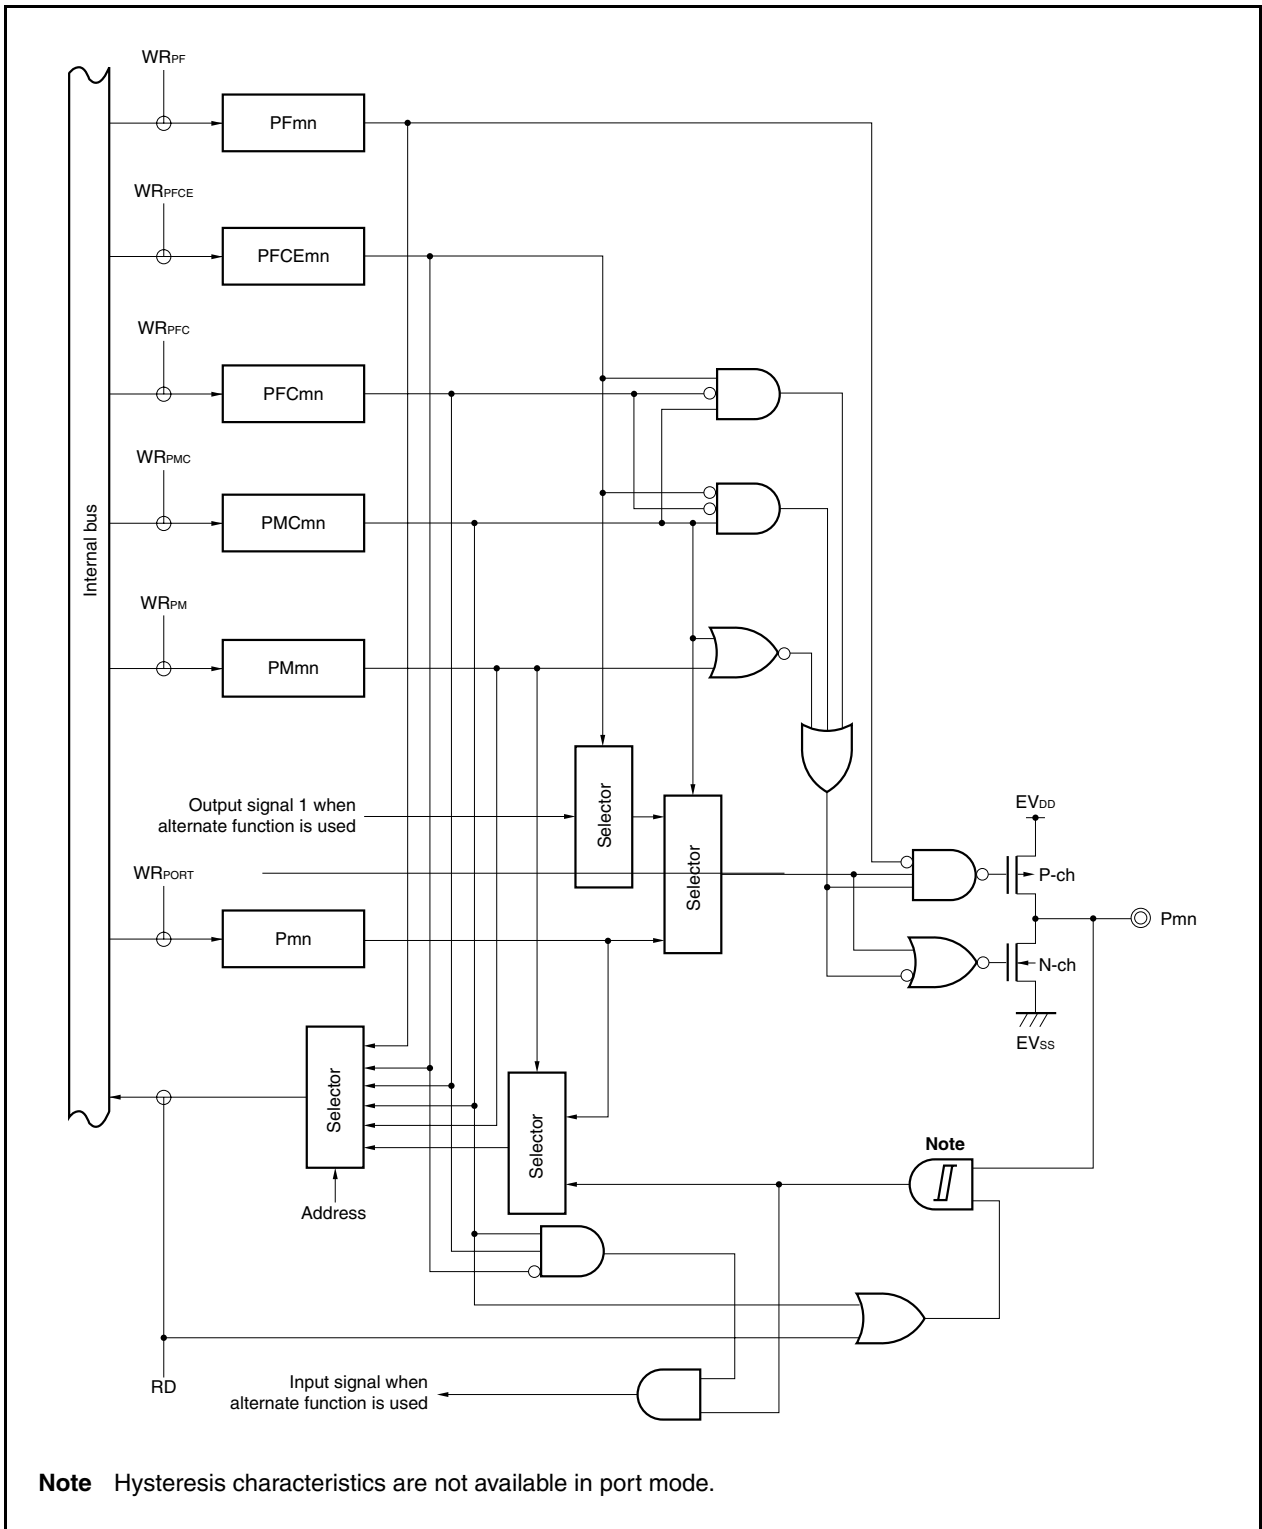 WRPF
PFmn
WRPFCE
PFCEmn
WRPFC
PFCmn
WRPMC
PMCmn
Internal bus
WRPM
PMmn
Output signal 1 when
alternate function is used
Selector
Selector
EVDD
P-ch
WRPORT
Pmn
Pmn
N-ch
EVSS
Selector
Selector
Address
Note
RD
Input signal when
alternate function is used
Note Hysteresis characteristics are not available in port mode.